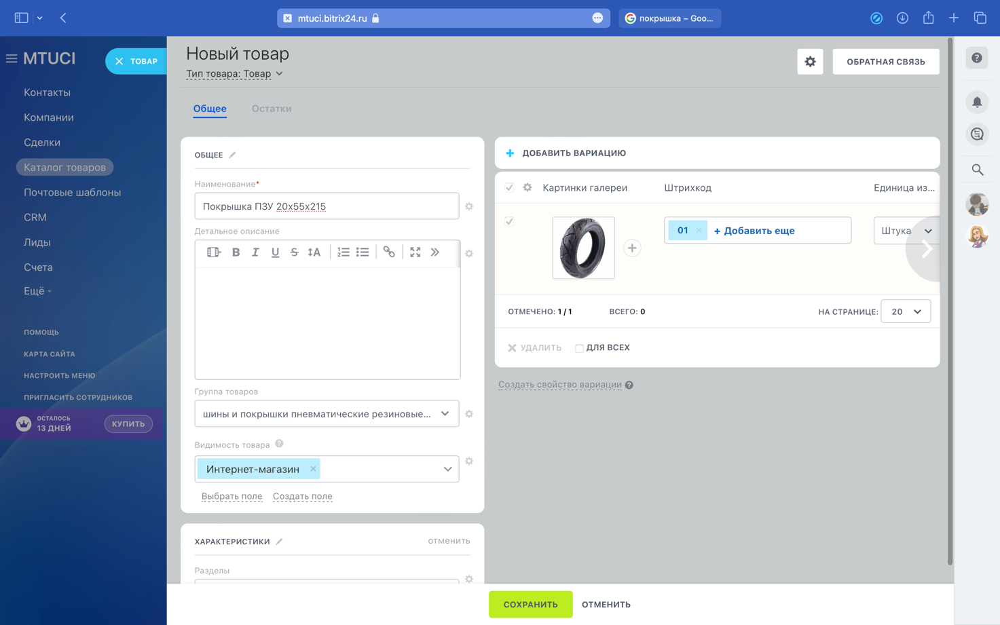 mtuci.bitrix24.ru
покрышка – Goo...
MTUCI
ТОВАР
Контакты
Компании
Сделки
Каталог товаров
Почтовые шаблоны
CRM
Лиды
Счета
Ещё
ПОМОЩЬ
КАРТА САЙТА
НАСТРОИТЬ МЕНЮ
ПРИГЛАСИТЬ СОТРУДНИКОВ
ОСТАЛОСЬ
13 ДНЕЙ
КУПИТЬ
Новый товар
Тип товара: Товар
ОБРАТНАЯ СВЯЗЬ
Общее
Остатки
ОБЩЕЕ
Наименование*
Покрышка ПЗУ 20х55х215
Детальное описание
B I U S A
Группа товаров
шины и покрышки пневматические резиновые...
Видимость товара
Интернет-магазин
Выбрать поле
Создать поле
ХАРАКТЕРИСТИКИ
отменить
Разделы
ДОБАВИТЬ ВАРИАЦИЮ
Картинки галереи
Штрихкод
Единица из...
01
+ Добавить еще
Штука
ОТМЕЧЕНО: 1 / 1
ВСЕГО: 0
НА СТРАНИЦЕ:
20
УДАЛИТЬ
ДЛЯ ВСЕХ
Создать свойство вариации
СОХРАНИТЬ
ОТМЕНИТЬ